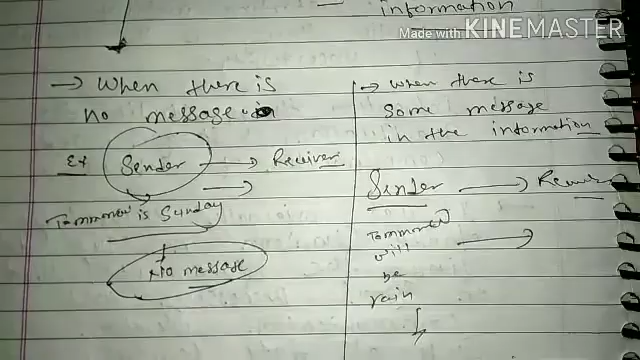 information
Made with KINEMASTER
→ When there is
no message in
Ex Sender → Receiver
Tommorow is Sunday
No message
→ When there is
some message
in the information
Sender →
Tommorow
will
be
rain